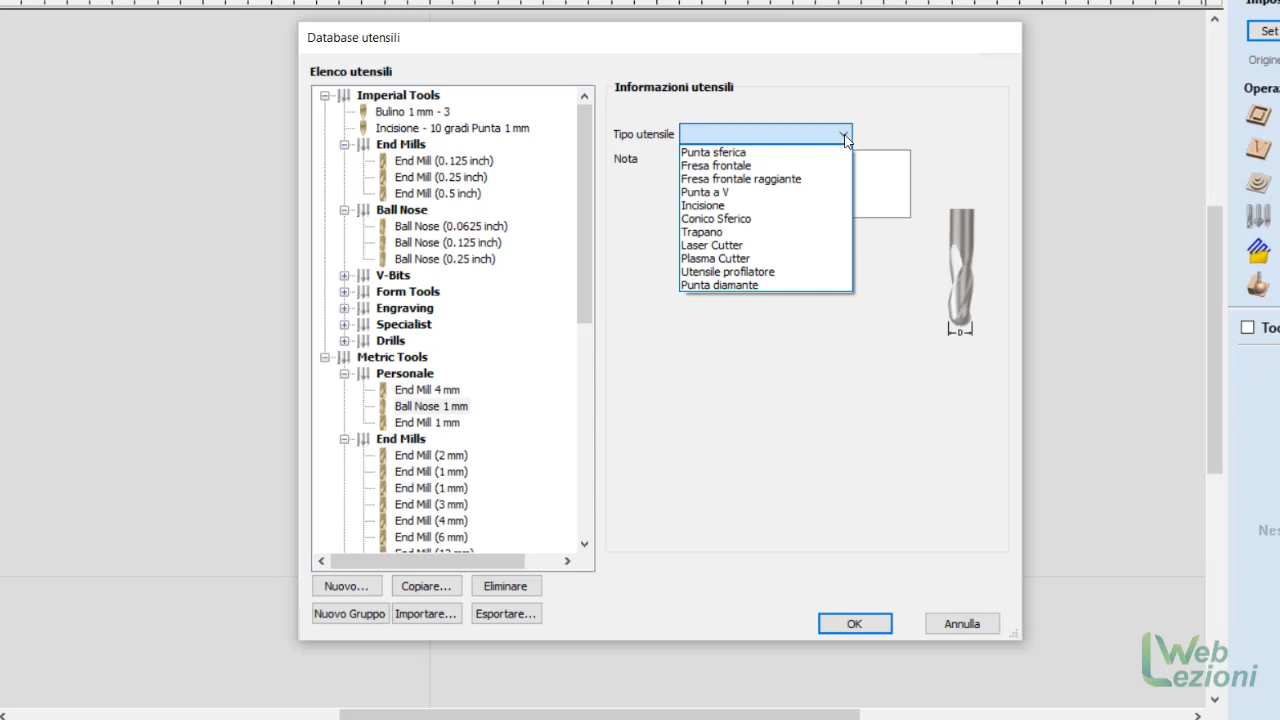 Database utensili
Elenco utensili
Imperial Tools
Bulino 1 mm - 3
Incisione - 10 gradi Punta 1 mm
End Mills
End Mill (0.125 inch)
End Mill (0.25 inch)
End Mill (0.5 inch)
Ball Nose
Ball Nose (0.0625 inch)
Ball Nose (0.125 inch)
Ball Nose (0.25 inch)
V-Bits
Form Tools
Engraving
Specialist
Drills
Metric Tools
Personale
End Mill 4 mm
Ball Nose 1 mm
End Mill 1 mm
End Mills
End Mill (2 mm)
End Mill (1 mm)
End Mill (1 mm)
End Mill (3 mm)
End Mill (4 mm)
End Mill (6 mm)
End Mill (12 mm)
Nuovo...
Copiare...
Eliminare
Nuovo Gruppo
Importare...
Esportare...
Informazioni utensili
Tipo utensile
Nota
Punta sferica
Fresa frontale
Fresa frontale raggiante
Punta a V
Incisione
Conico Sferico
Trapano
Laser Cutter
Plasma Cutter
Utensile profilatore
Punta diamante
D
OK
Annulla
Set
Origine
Opera
Too
Nes
Web
Lezioni